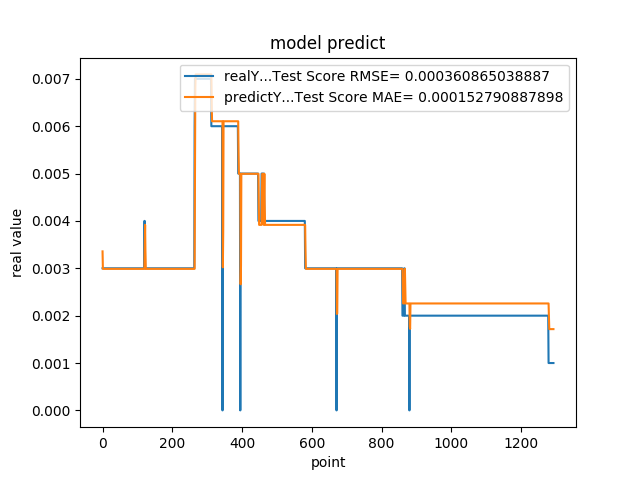 model predict
realY...Test Score RMSE= 0.000360865038887
predictY...Test Score MAE= 0.000152790887898
0.007
0.006
0.005
0.004
0.003
0.002
0.001
0.000
real value
0 200 400 600 800 1000 1200
point